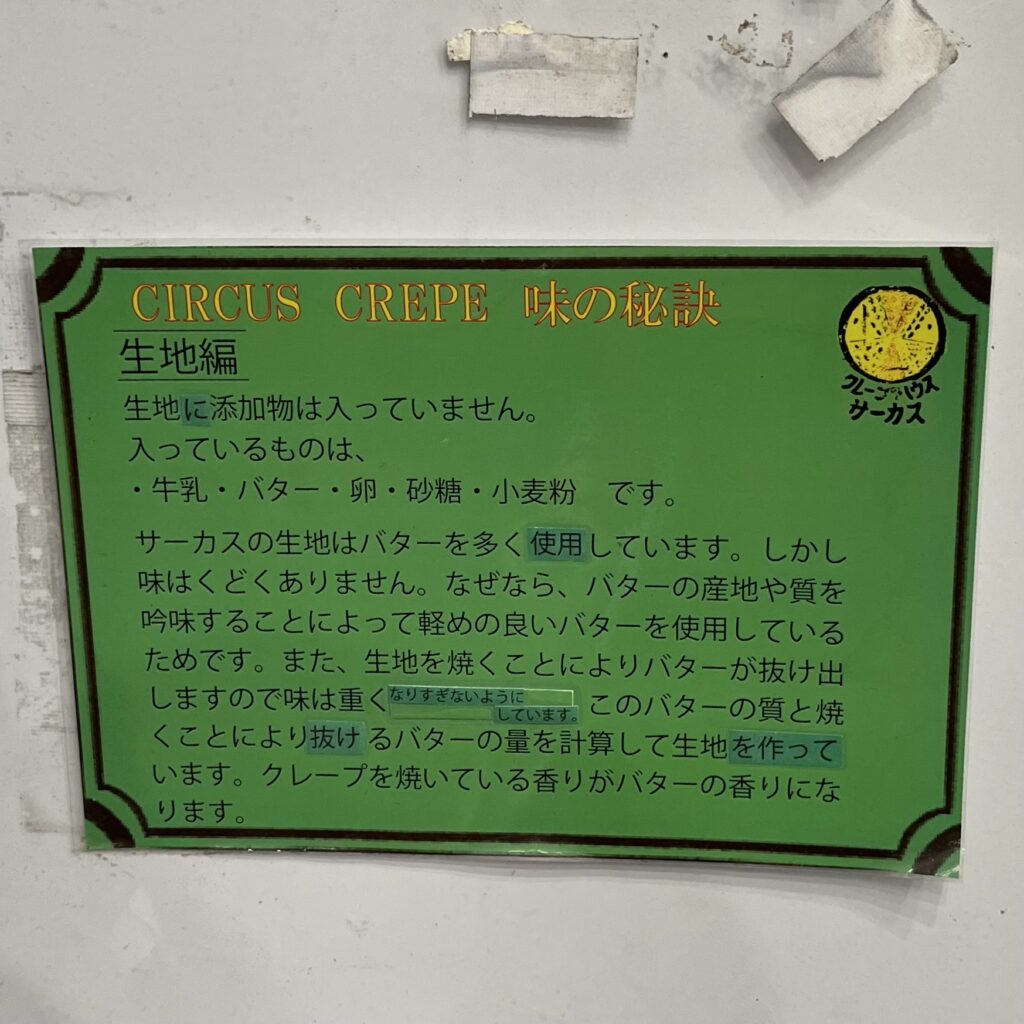 CIRCUS CREPE 味の秘訣
生地編
クレープハウス
サーカス
生地に添加物は入っていません。
入っているものは、
・牛乳・バター・卵・砂糖・小麦粉　です。
サーカスの生地はバターを多く使用しています。しかし
味はくどくありません。なぜなら、バターの産地や質を
吟味することによって軽めの良いバターを使用している
ためです。また、生地を焼くことによりバターが抜け出
しますので味は重くなりすぎないようにしています。このバターの質と焼
くことにより抜けるバターの量を計算して生地を作って
います。クレープを焼いている香りがバターの香りにな
ります。